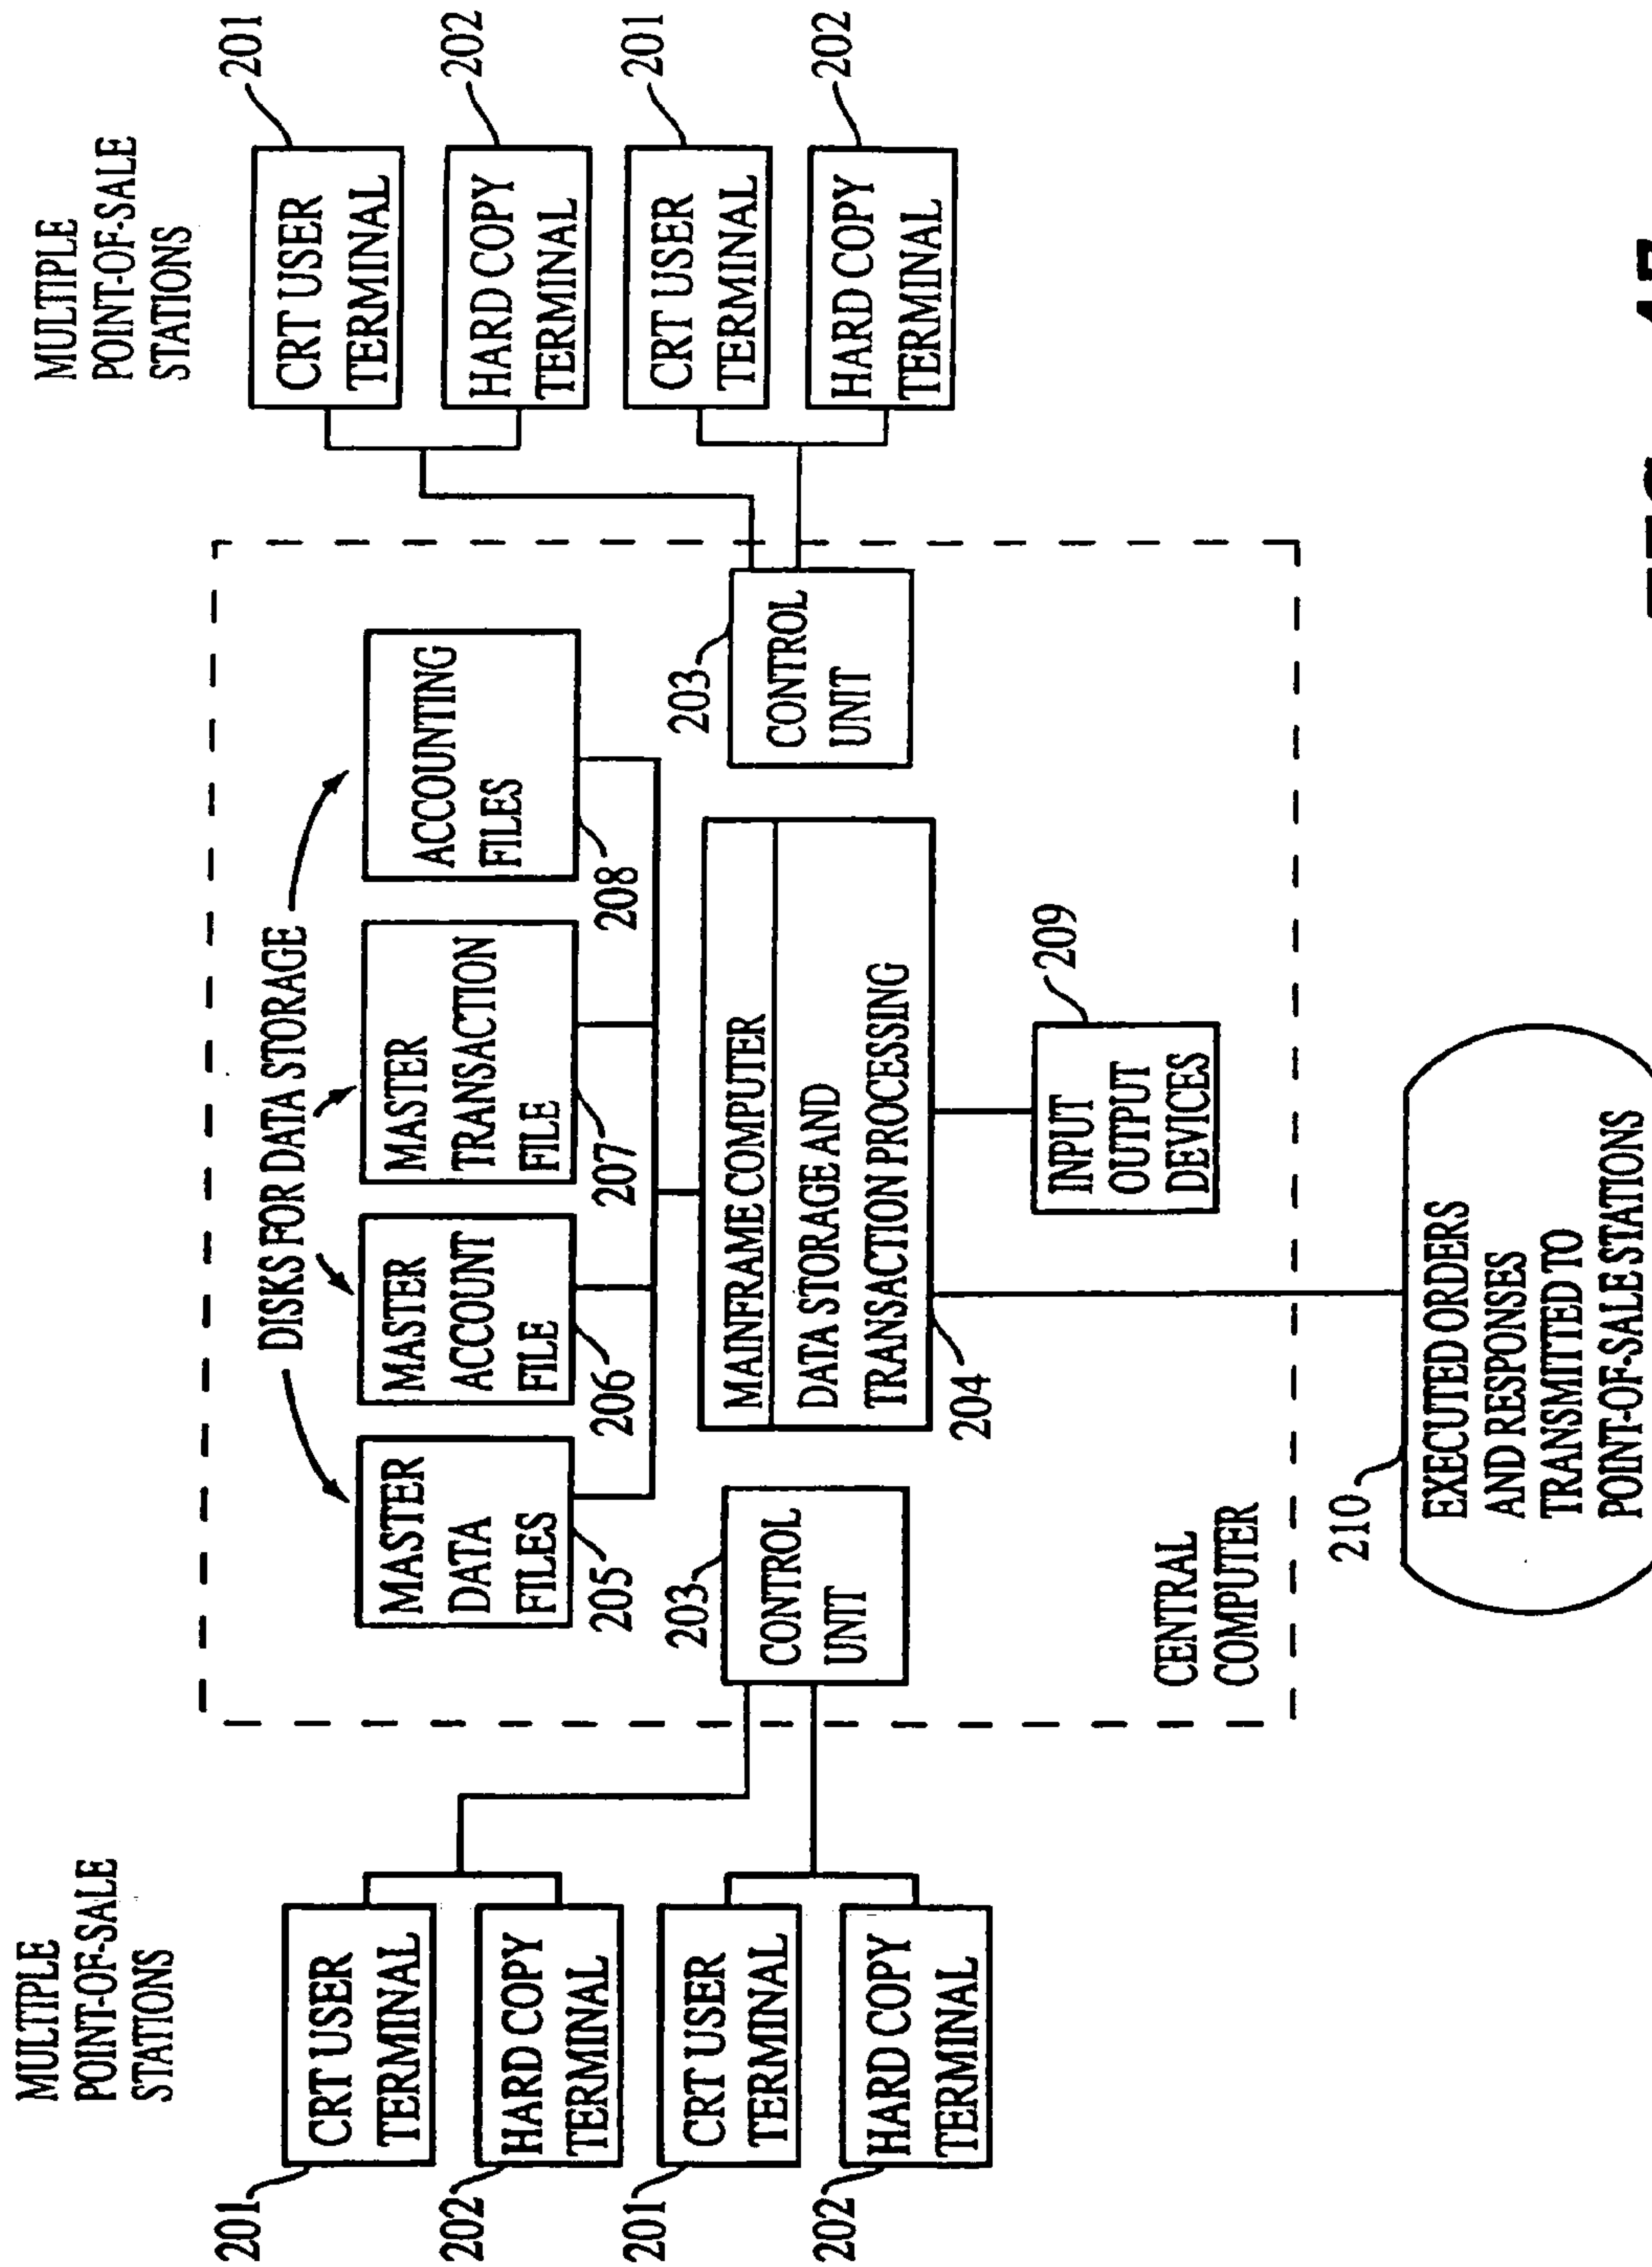 MULTIPLE
POINT-OF-SALE
STATIONS
201
CRT USER
TERMINAL
202
HARD COPY
TERMINAL
201
CRT USER
TERMINAL
202
HARD COPY
TERMINAL
DISKS FOR DATA STORAGE
MASTER
DATA
FILES
205
MASTER
ACCOUNT
FILE
206
MASTER
TRANSACTION
FILE
207
ACCOUNTING
FILES
208
203
CONTROL
UNIT
MAINFRAME COMPUTER
DATA STORAGE AND
TRANSACTION PROCESSING
204
203
CONTROL
UNIT
INPUT
OUTPUT
DEVICES
209
CENTRAL
COMPUTER
210
EXECUTED ORDERS
AND RESPONSES
TRANSMITTED TO
POINT-OF-SALE STATIONS
MULTIPLE
POINT-OF-SALE
STATIONS
CRT USER
TERMINAL
201
HARD COPY
TERMINAL
202
CRT USER
TERMINAL
201
HARD COPY
TERMINAL
202